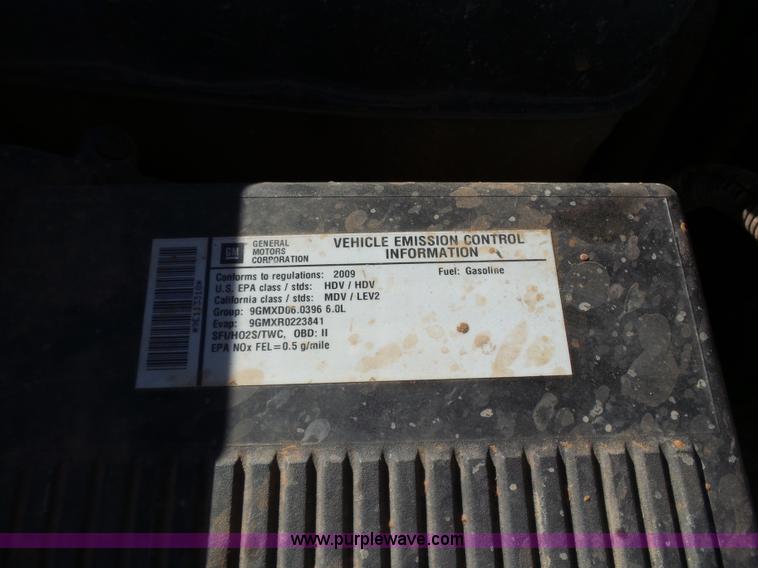 GM
GENERAL
MOTORS
CORPORATION
VEHICLE EMISSION CONTROL
INFORMATION
Conforms to regulations: 2009 Fuel: Gasoline
U.S. EPA class / stds: HDV / HDV
California class / stds: MDV / LEV2
Group: 9GMXD06.0396 6.0L
Evap: 9GMXR0223841
SFI/HO2S/TWC, OBD: II
EPA NOx FEL=0.5 g/mile
www.purplewave.com